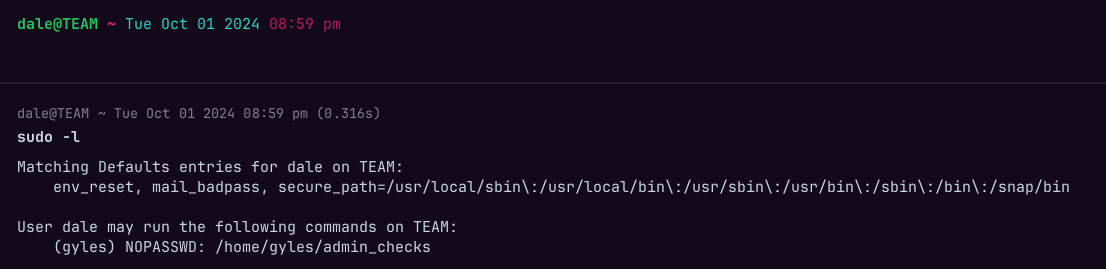 dale@TEAM ~ Tue Oct 01 2024 08:59 pm
dale@TEAM ~ Tue Oct 01 2024 08:59 pm (0.316s)
sudo -l
Matching Defaults entries for dale on TEAM:
    env_reset, mail_badpass, secure_path=/usr/local/sbin\:/usr/local/bin\:/usr/sbin\:/usr/bin\:/sbin\:/bin\:/snap/bin
User dale may run the following commands on TEAM:
    (gyles) NOPASSWD: /home/gyles/admin_checks